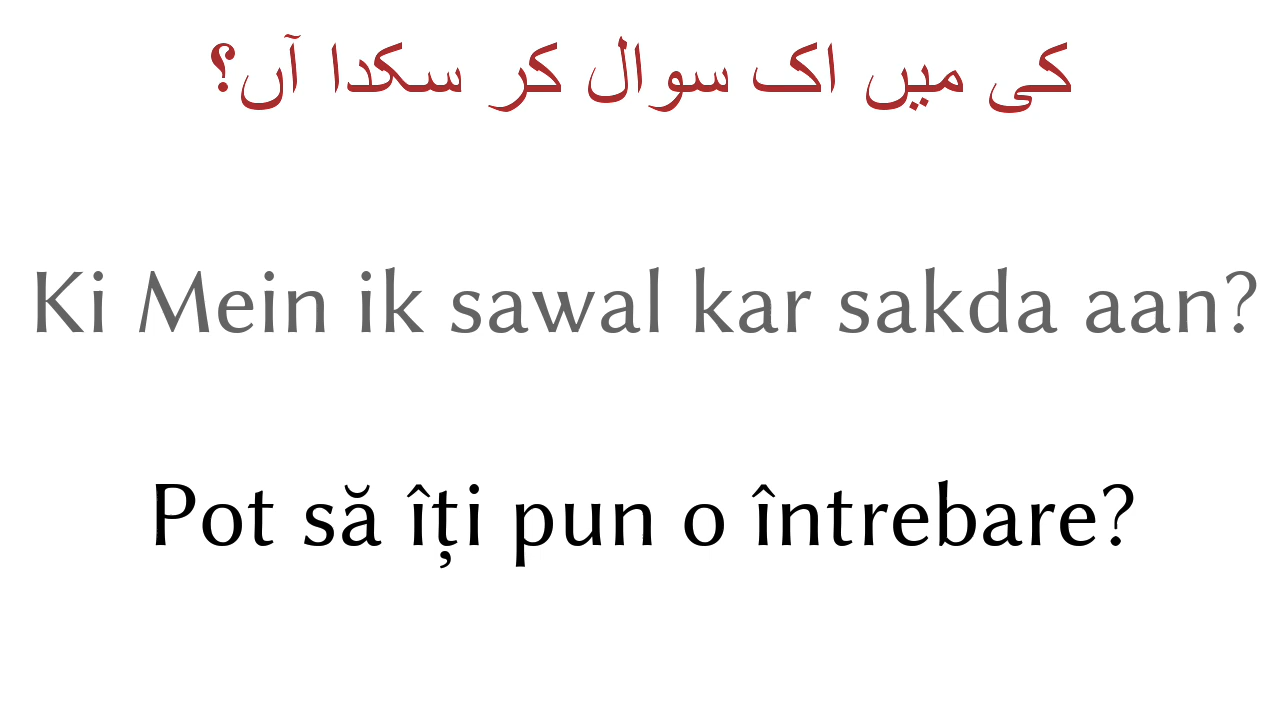 کی میں اک سوال کر سکدا آں؟
Ki Mein ik sawal kar sakda aan?
Pot să îți pun o întrebare?